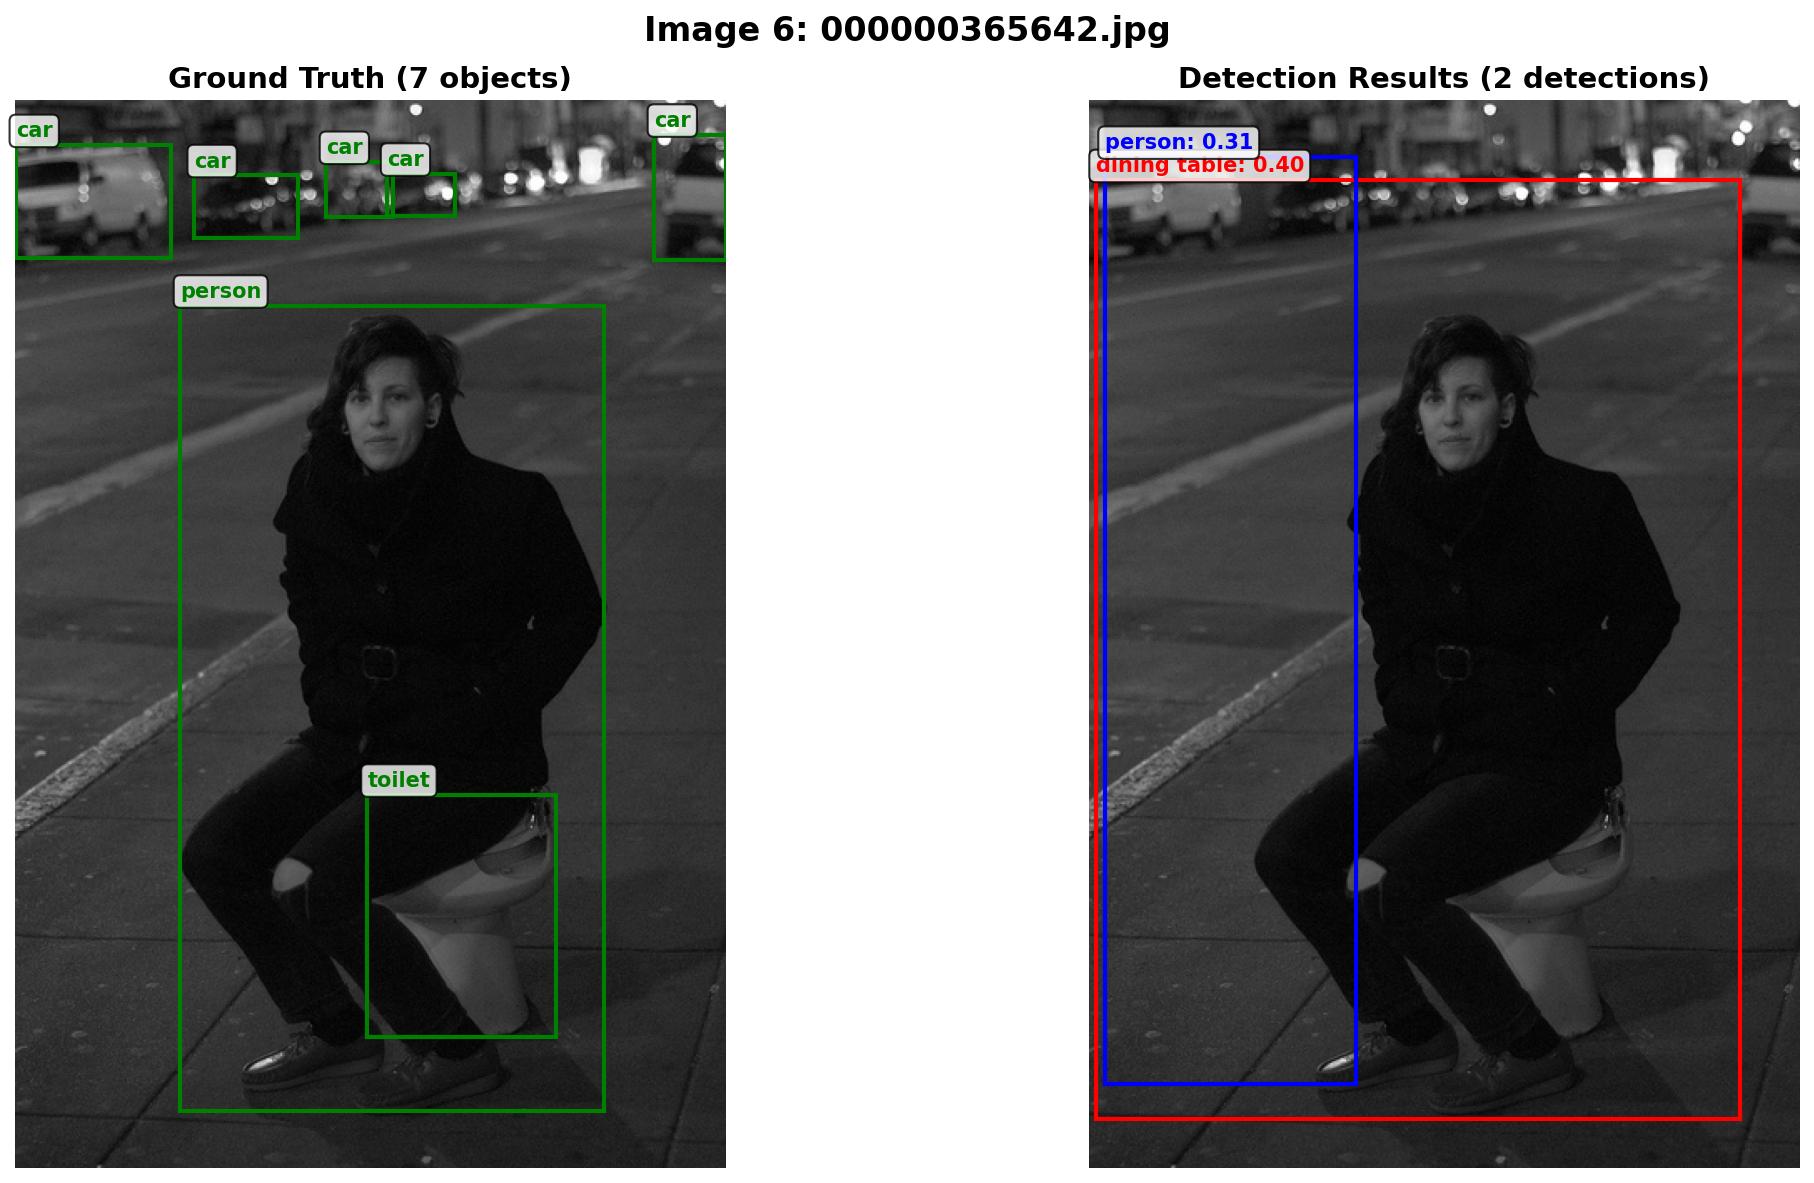 Image 6: 000000365642.jpg
Ground Truth (7 objects)
car
car
car
car
car
person
toilet
Detection Results (2 detections)
person: 0.31
dining table: 0.40